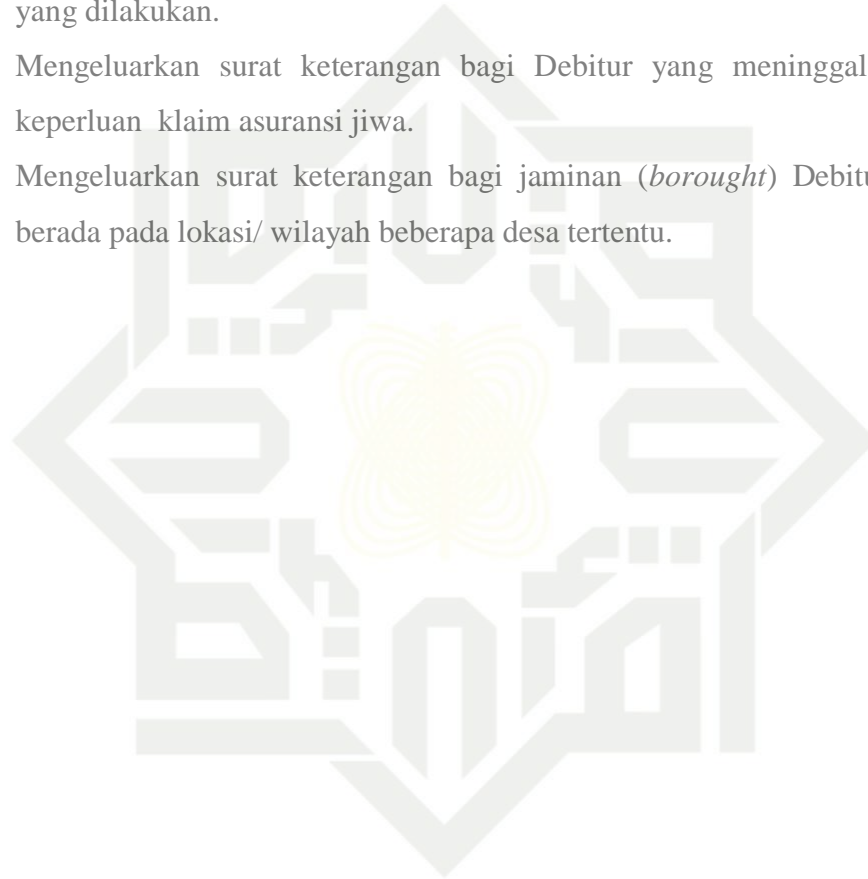 yang dilakukan.
Mengeluarkan surat keterangan bagi Debitur yang meninggal
keperluan klaim asuransi jiwa.
Mengeluarkan surat keterangan bagi jaminan (borought)
berada pada lokasi/ wilayah beberapa desa tertentu.